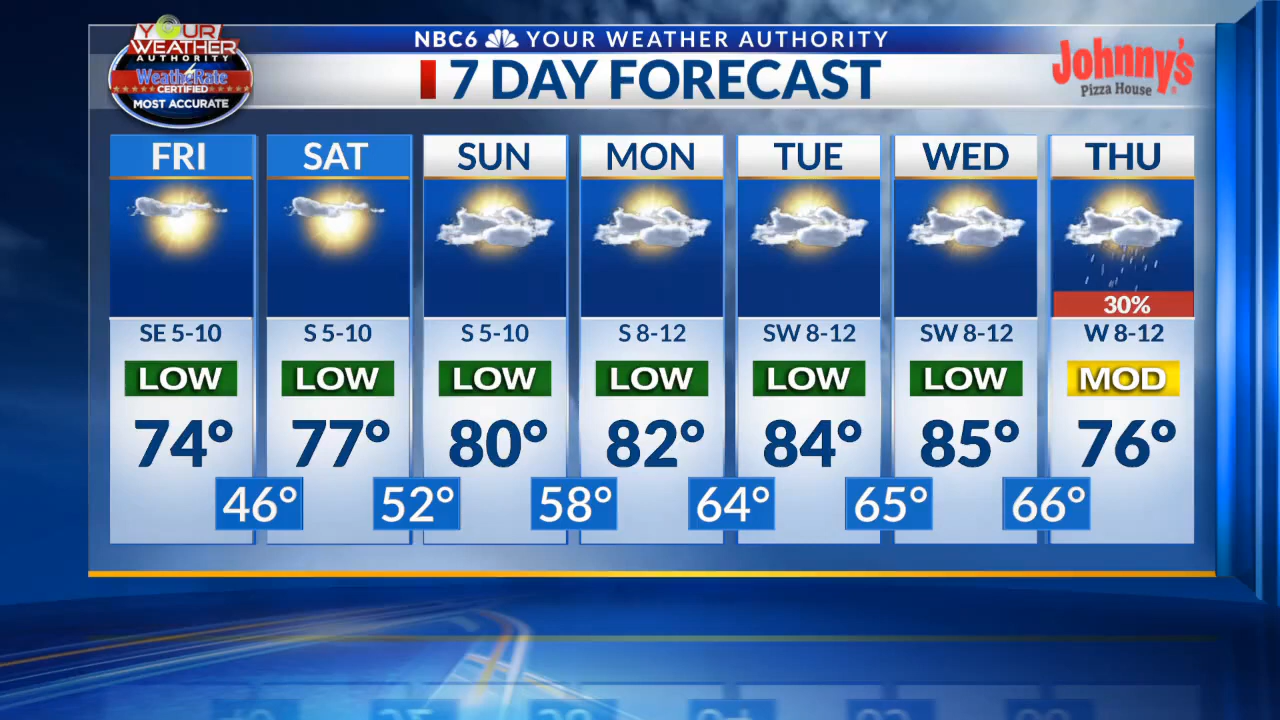 YOUR
WEATHER
AUTHORITY
WeatheRate
CERTIFIED
MOST ACCURATE
NBC6 YOUR WEATHER AUTHORITY
7 DAY FORECAST
Johnny's
Pizza House
FRI SAT SUN MON TUE WED THU
30%
SE 5-10 S 5-10 S 5-10 S 8-12 SW 8-12 SW 8-12 W 8-12
LOW LOW LOW LOW LOW LOW MOD
74° 77° 80° 82° 84° 85° 76°
46° 52° 58° 64° 65° 66°